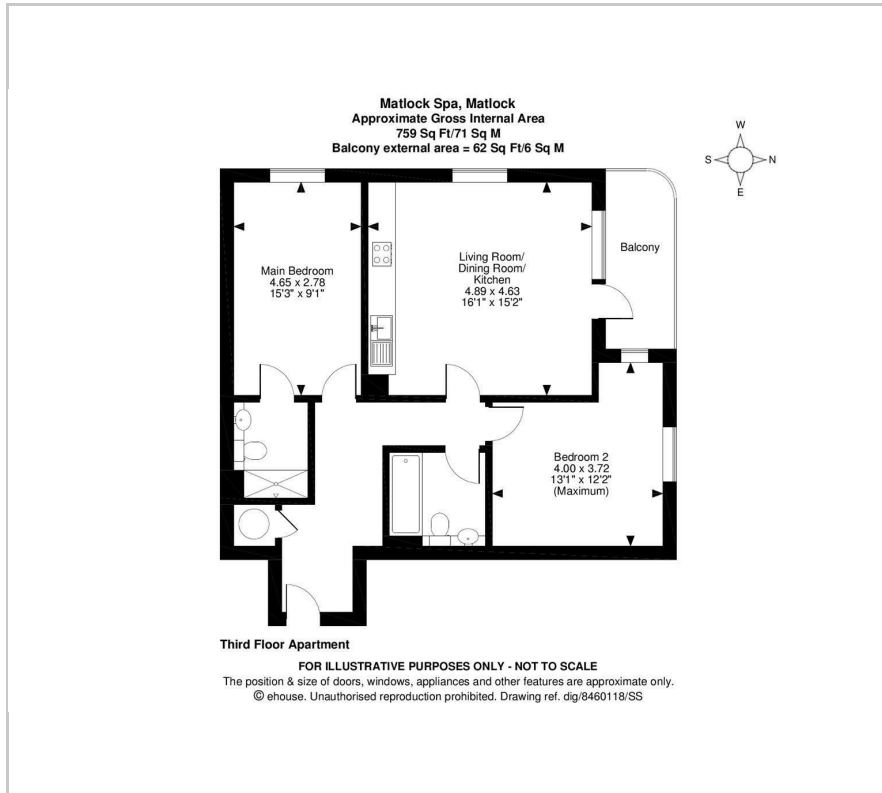 Matlock Spa, Matlock
Approximate Gross Internal Area
759 Sq Ft/71 Sq M
Balcony external area = 62 Sq Ft/6 Sq M
W
S
N
E
Main Bedroom
4.65 x 2.78
15'3" x 9'1"
Living Room/
Dining Room/
Kitchen
4.89 x 4.63
16'1" x 15'2"
Balcony
Bedroom 2
4.00 x 3.72
13'1" x 12'2"
(Maximum)
Third Floor Apartment
FOR ILLUSTRATIVE PURPOSES ONLY - NOT TO SCALE
The position & size of doors, windows, appliances and other features are approximate only.
© ehouse. Unauthorised reproduction prohibited. Drawing ref. dig/8460118/SS